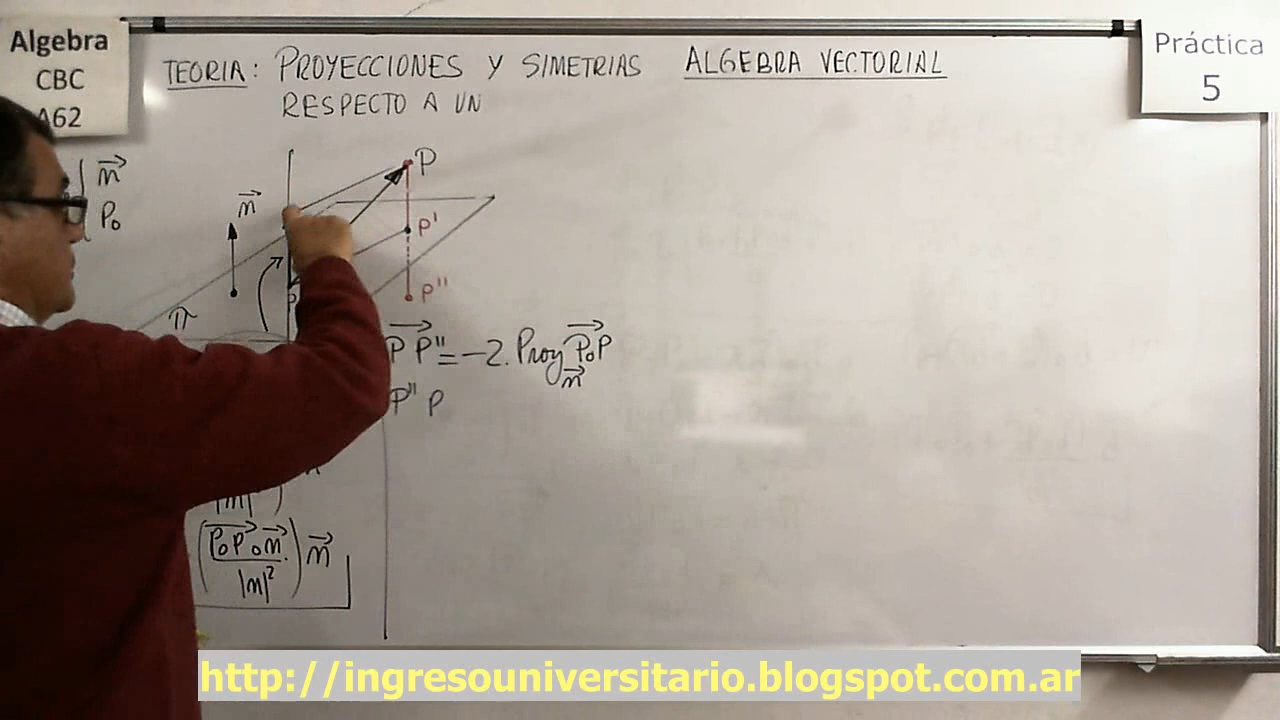 Algebra
CBC
A62
Práctica
5
TEORIA: PROYECCIONES Y SIMETRIAS ALGEBRA VECTORIAL
RESPECTO A UN
n
P₀
n
P
P'
P''
π
P P'' = -2. Proy P₀P
n
P'' P
(P₀P ∘ n / |n|²) n
http://ingresouniversitario.blogspot.com.ar